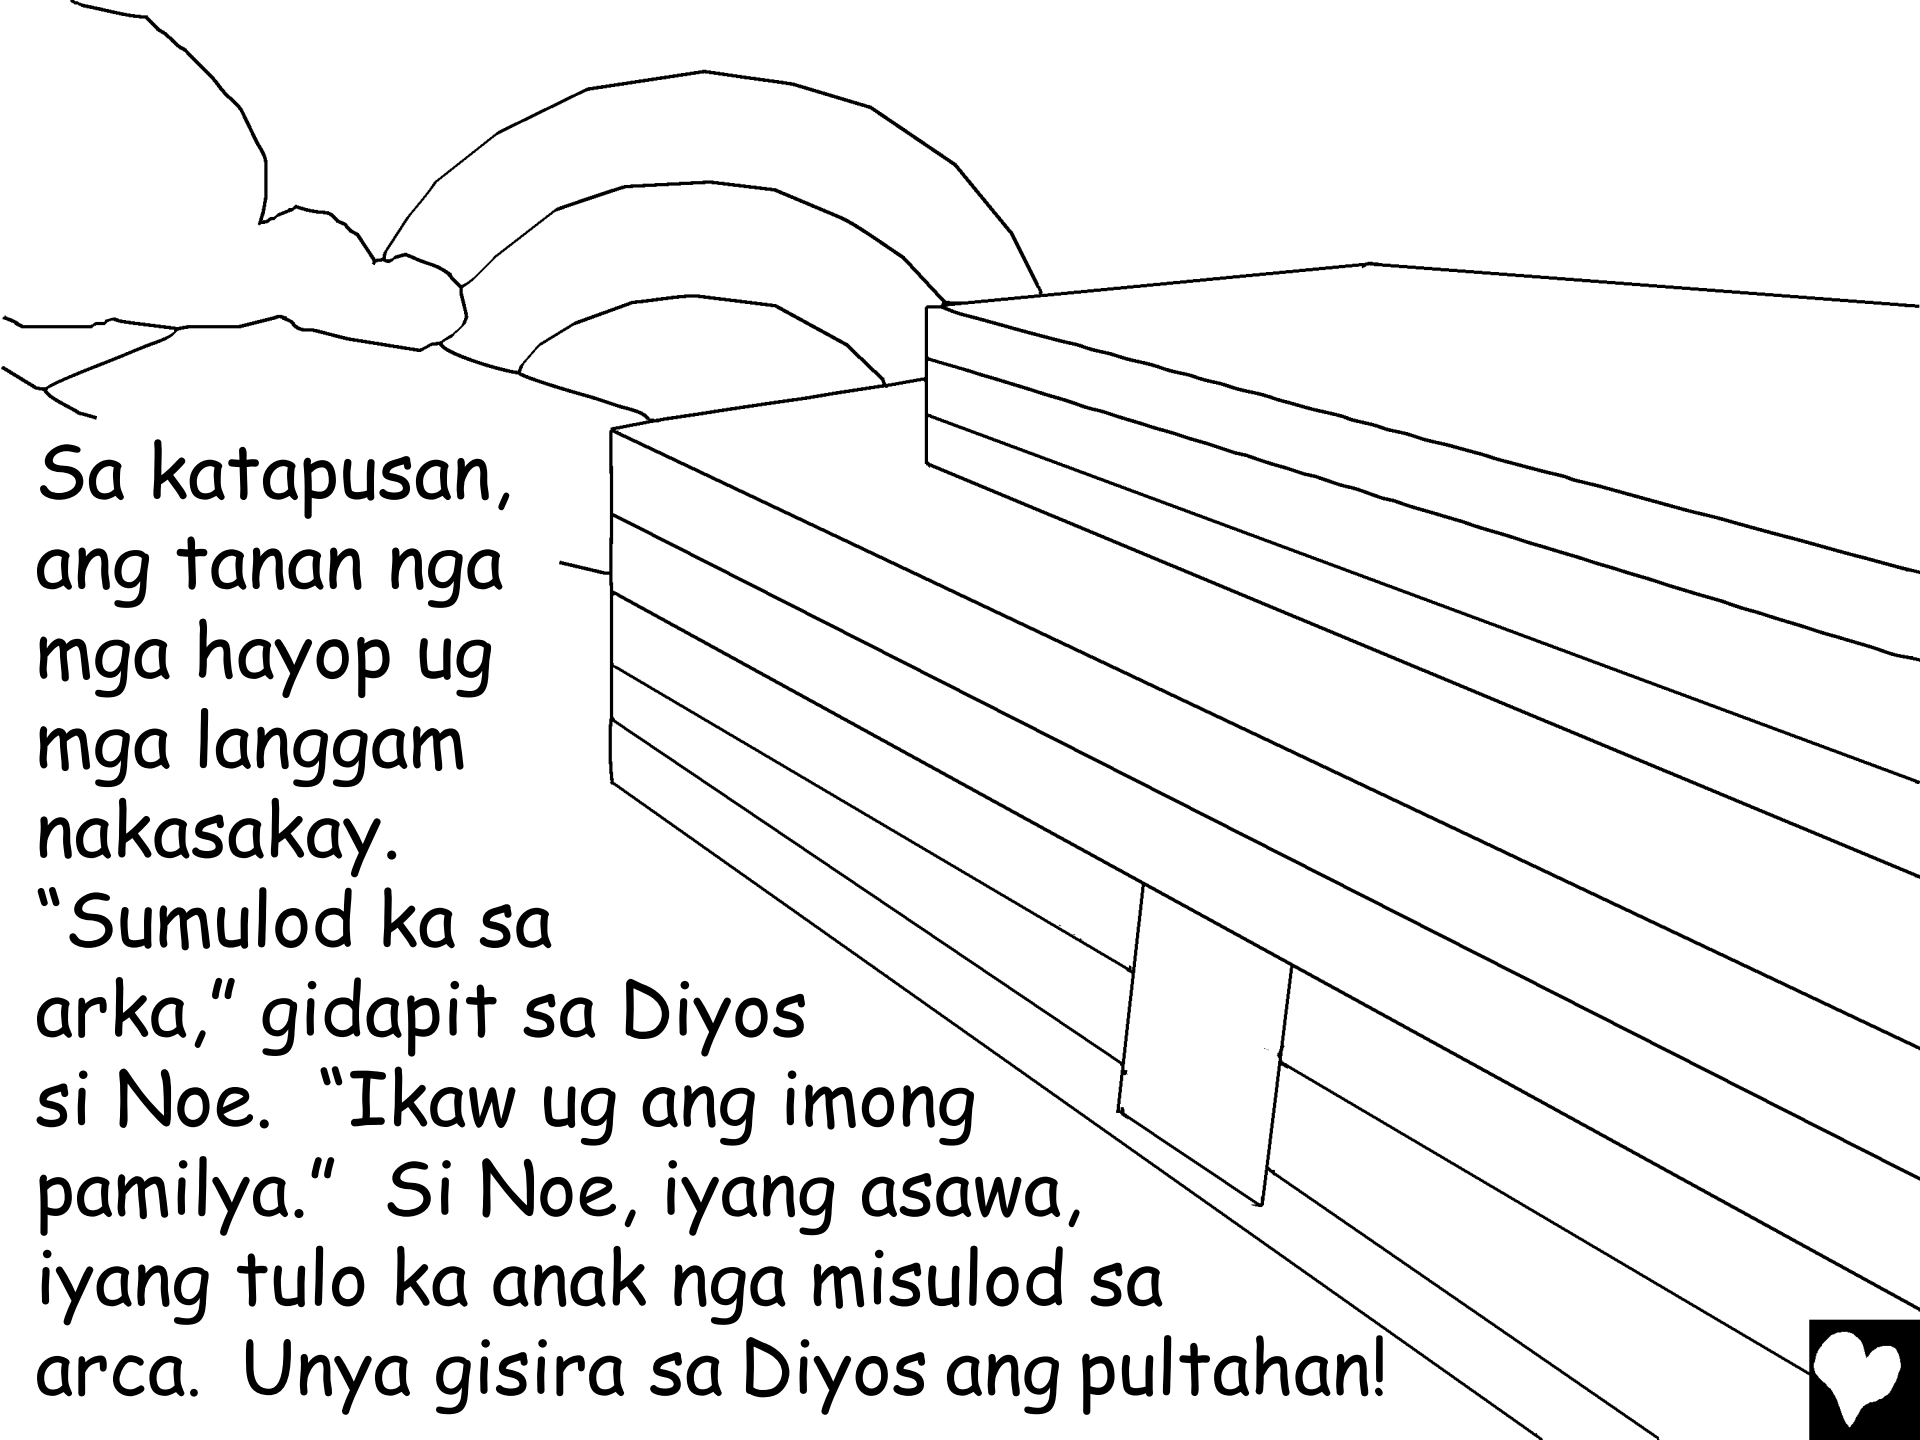 Sa katapusan,
ang tanan nga
mga hayop ug
mga langgam
nakasakay.
“Sumulod ka sa
arka,” gidapit sa Diyos
si Noe.  “Ikaw ug ang imong
pamilya.”  Si Noe, iyang asawa,
iyang tulo ka anak nga misulod sa
arca.  Unya gisira sa Diyos ang pultahan!